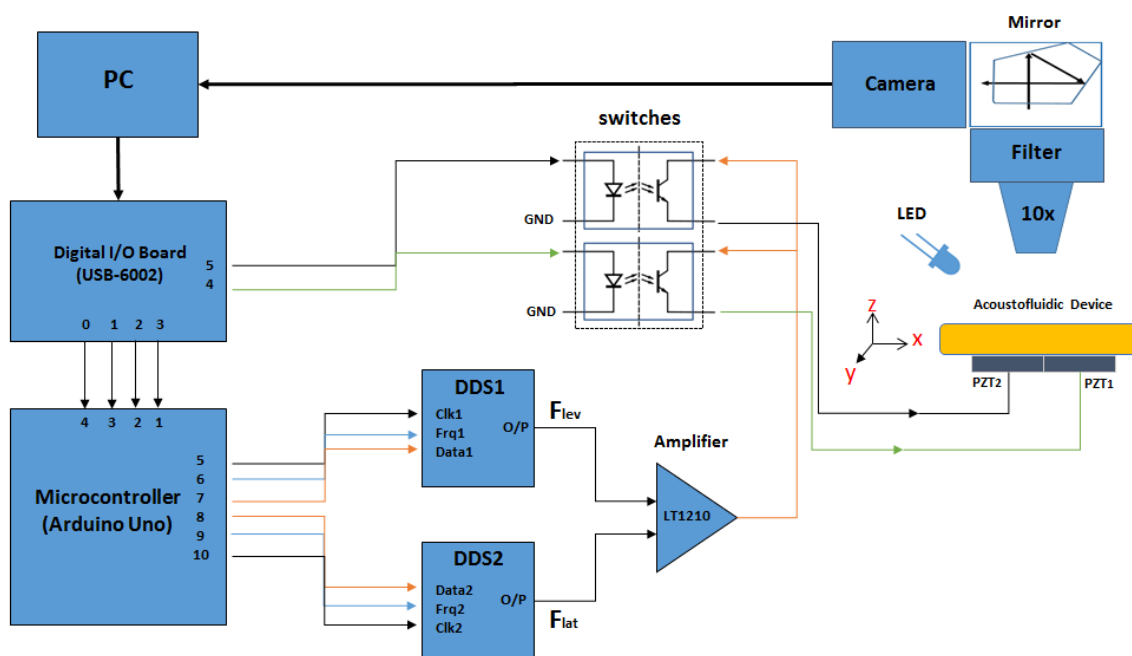 Mirror
PC
Camera
switches
Filter
10x
LED
GND
GND
Digital I/O Board
(USB-6002)
5
4
0 1 2 3
Acoustofluidic Device
z
x
y
PZT2
PZT1
4 3 2 1
5
6
7
8
9
10
Microcontroller
(Arduino Uno)
DDS1
Clk1
Frq1
Data1
O/P
Flev
Amplifier
LT1210
DDS2
Data2
Frq2
Clk2
O/P
Flat